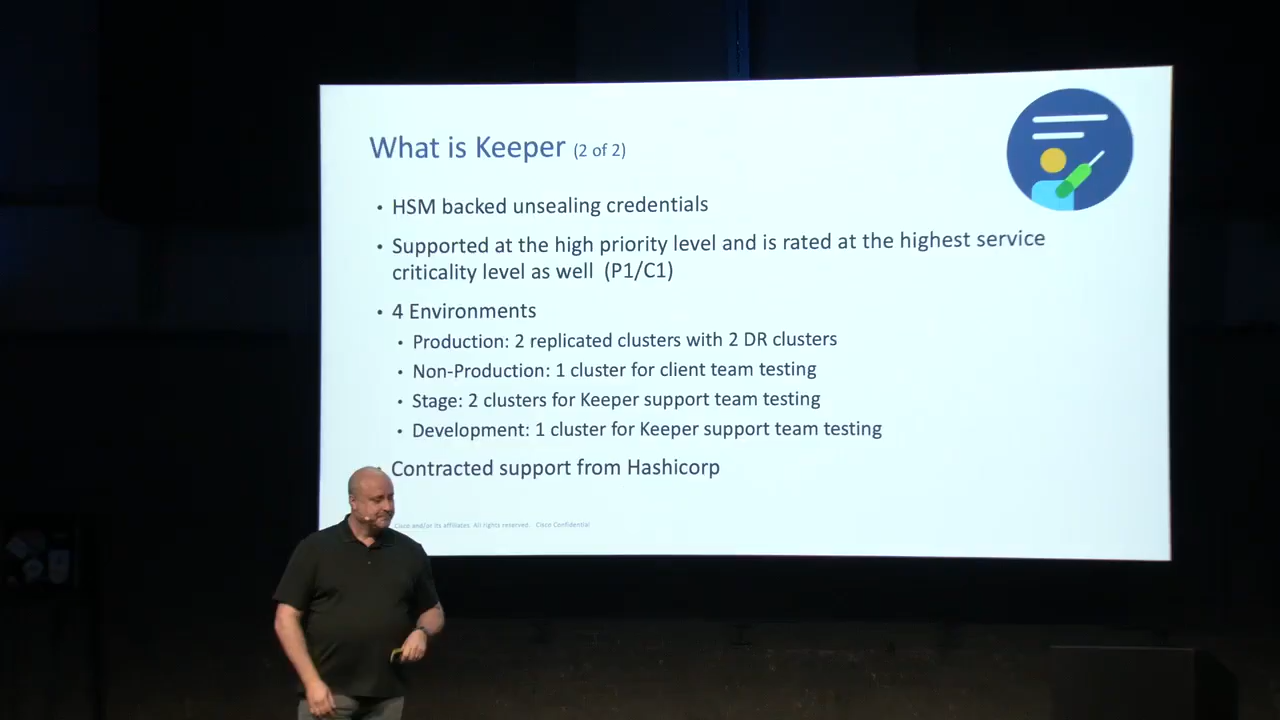 What is Keeper (2 of 2)
• HSM backed unsealing credentials
• Supported at the high priority level and is rated at the highest service
criticality level as well (P1/C1)
• 4 Environments
• Production: 2 replicated clusters with 2 DR clusters
• Non-Production: 1 cluster for client team testing
• Stage: 2 clusters for Keeper support team testing
• Development: 1 cluster for Keeper support team testing
Contracted support from Hashicorp
Cisco and/or its affiliates. All rights reserved. Cisco Confidential